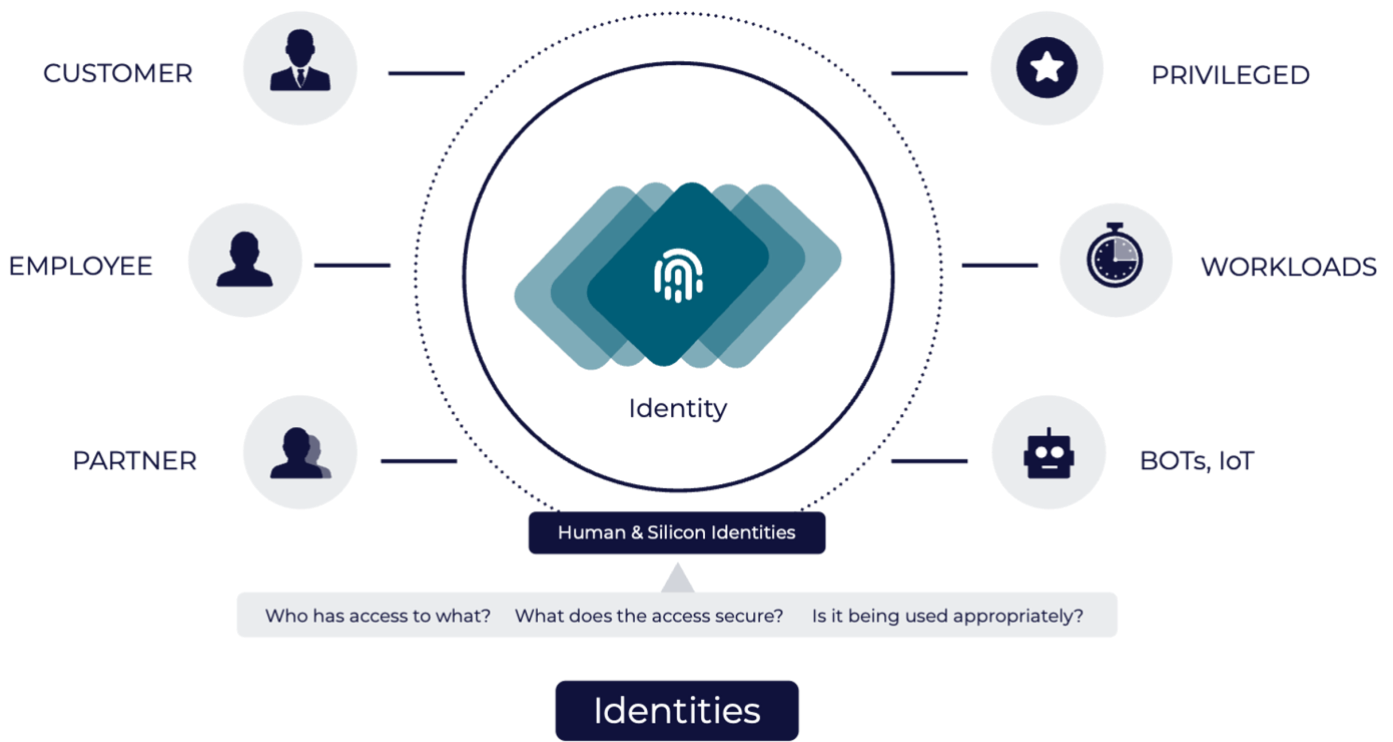 CUSTOMER
PRIVILEGED
EMPLOYEE
WORKLOADS
Identity
PARTNER
BOTs, IoT
Human & Silicon Identities
Who has access to what? What does the access secure? Is it being used appropriately?
Identities